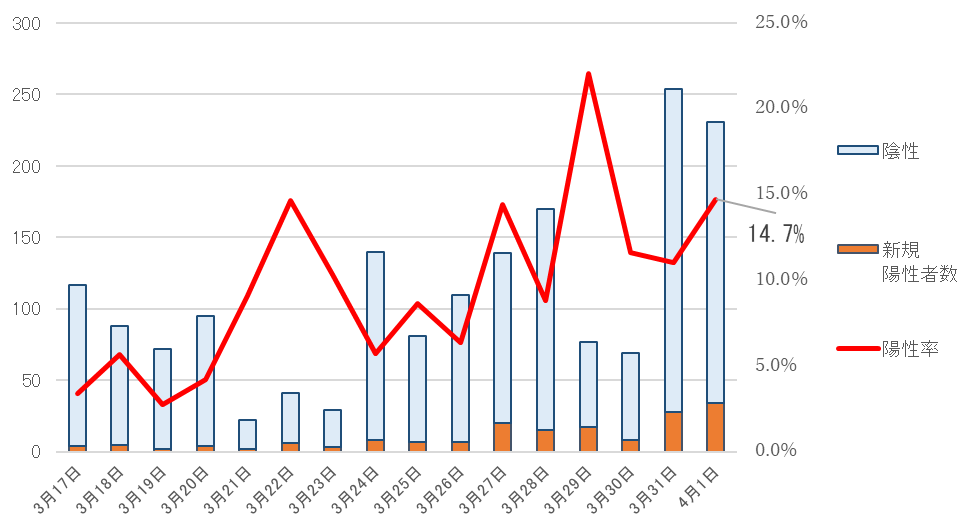 300
250
200
150
100
50
0
25.0%
20.0%
15.0%
10.0%
5.0%
0.0%
14.7%
3月17日
3月18日
3月19日
3月20日
3月21日
3月22日
3月23日
3月24日
3月25日
3月26日
3月27日
3月28日
3月29日
3月30日
3月31日
4月1日
陰性
新規
陽性者数
陽性率